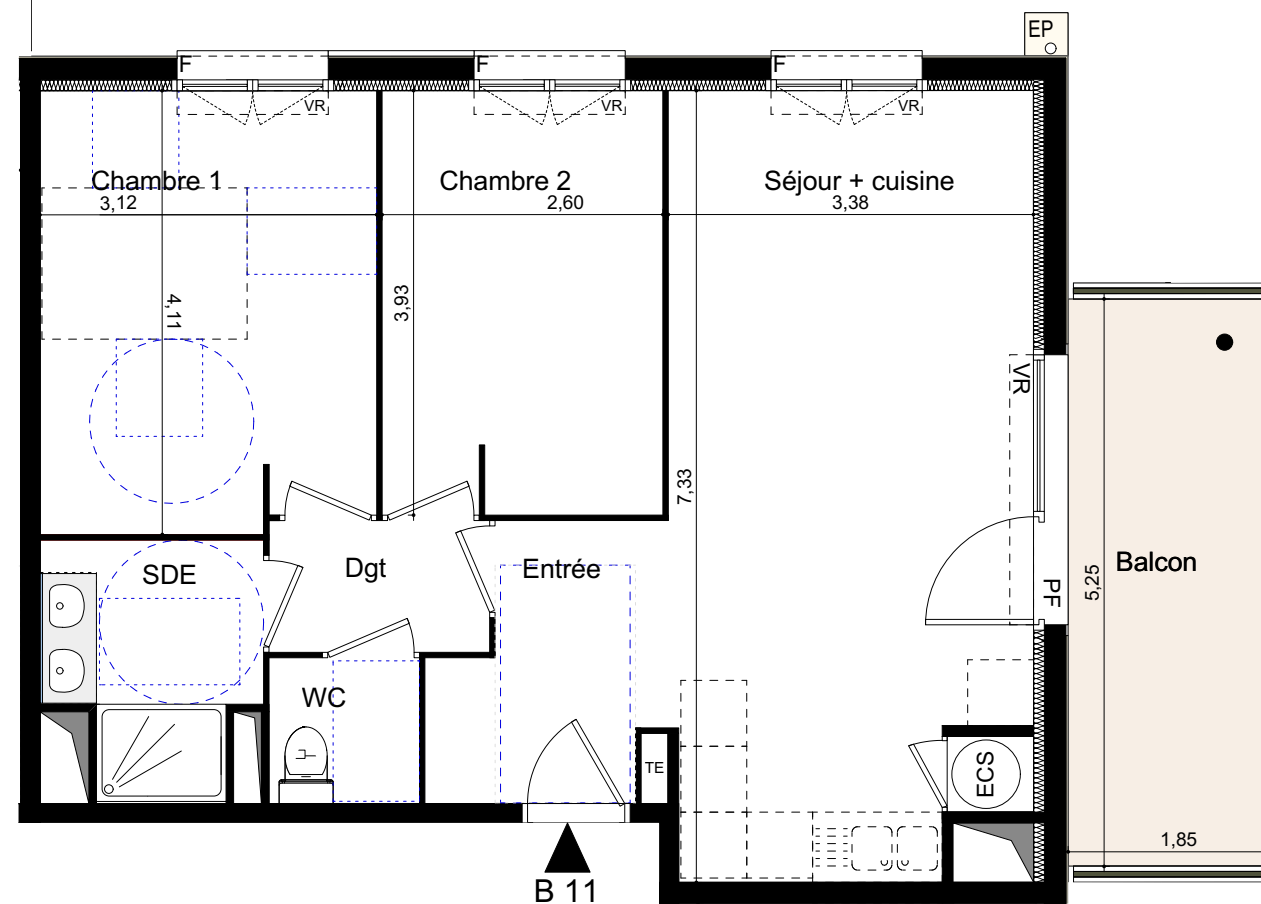 EP
F
F
F
VR
VR
VR
Chambre 1
3,12
Chambre 2
2,60
Séjour + cuisine
3,38
4,11
3,93
7,33
VR
PF
5,25
Balcon
SDE
Dgt
Entrée
WC
TE
ECS
1,85
B 11